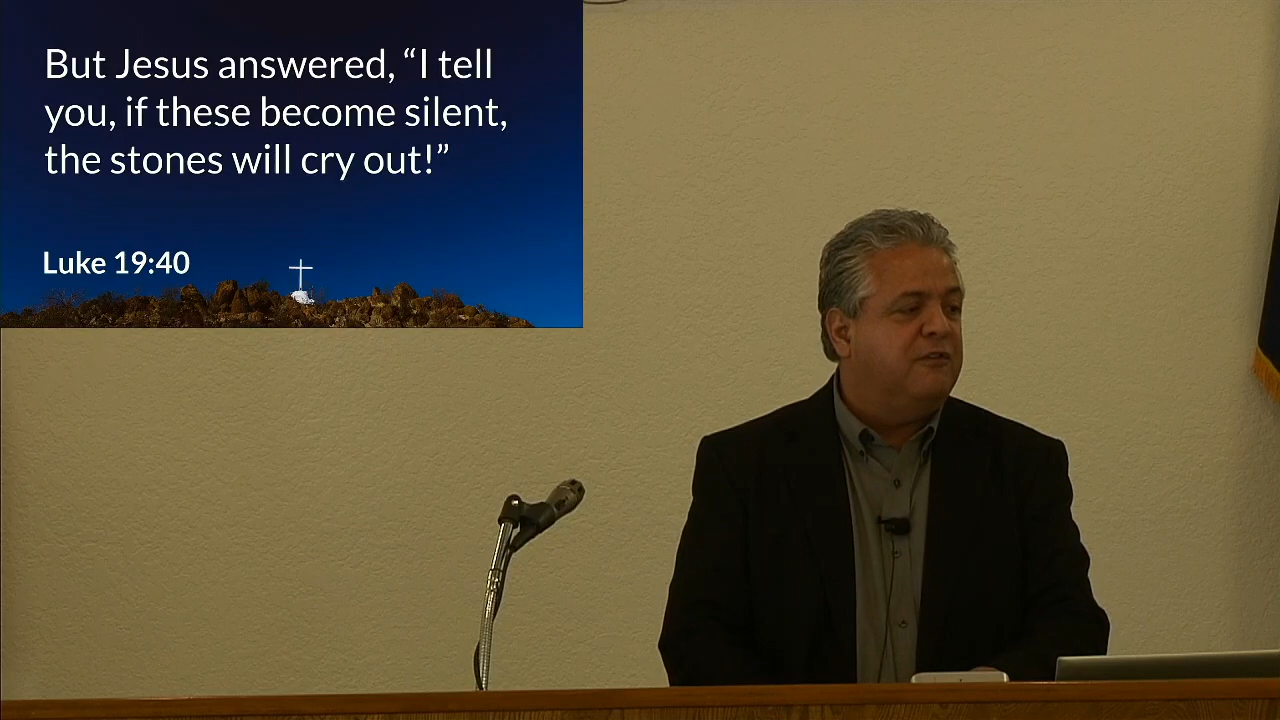 But Jesus answered, “I tell
you, if these become silent,
the stones will cry out!”
Luke 19:40